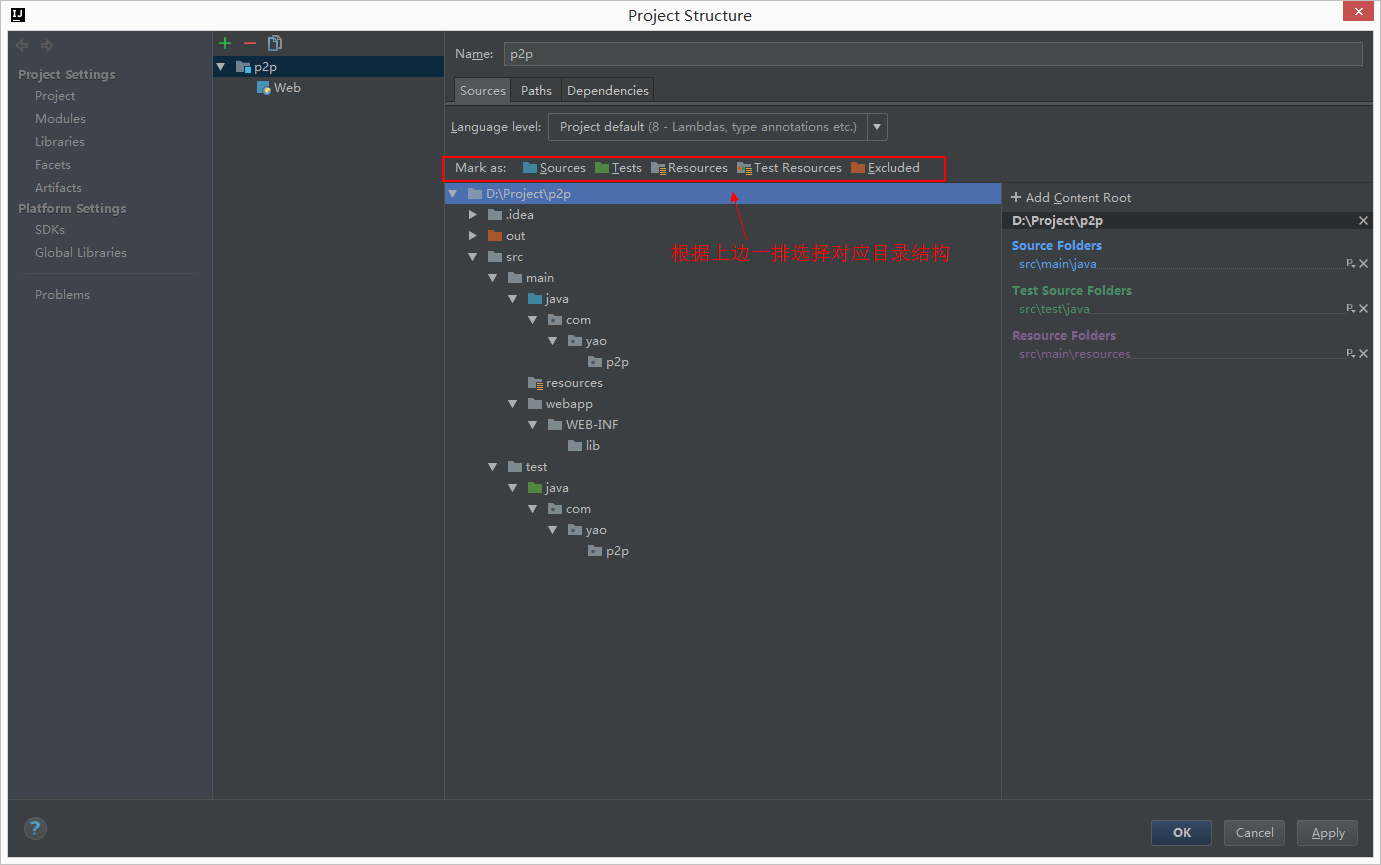 IJ
Project Structure
Project Settings
Project
Modules
Libraries
Facets
Artifacts
Platform Settings
SDKs
Global Libraries
Problems
p2p
Web
Name: p2p
Sources Paths Dependencies
Language level: Project default (8 - Lambdas, type annotations etc.)
Mark as: Sources Tests Resources Test Resources Excluded
D:\Project\p2p
.idea
out
根据上边一排选择对应目录结构
src
main
java
com
yao
p2p
resources
webapp
WEB-INF
lib
test
java
com
yao
p2p
+ Add Content Root
D:\Project\p2p
Source Folders
src\main\java
Test Source Folders
src\test\java
Resource Folders
src\main\resources
?
OK Cancel Apply